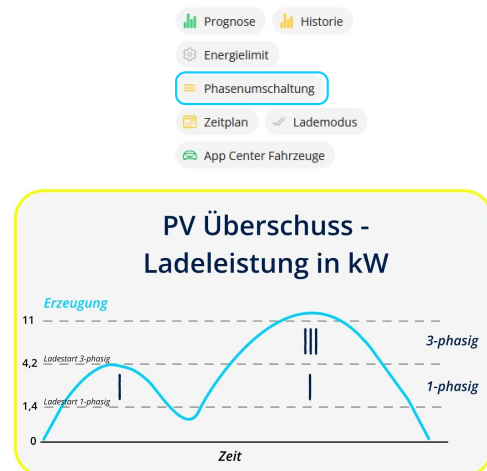 Prognose Historie
Energielimit
Phasenumschaltung
Zeitplan Lademodus
App Center Fahrzeuge
PV Überschuss -
Ladeleistung in kW
Erzeugung
11
3-phasig
4,2 Ladestart 3-phasig
1-phasig
1,4 Ladestart 1-phasig
0
Zeit